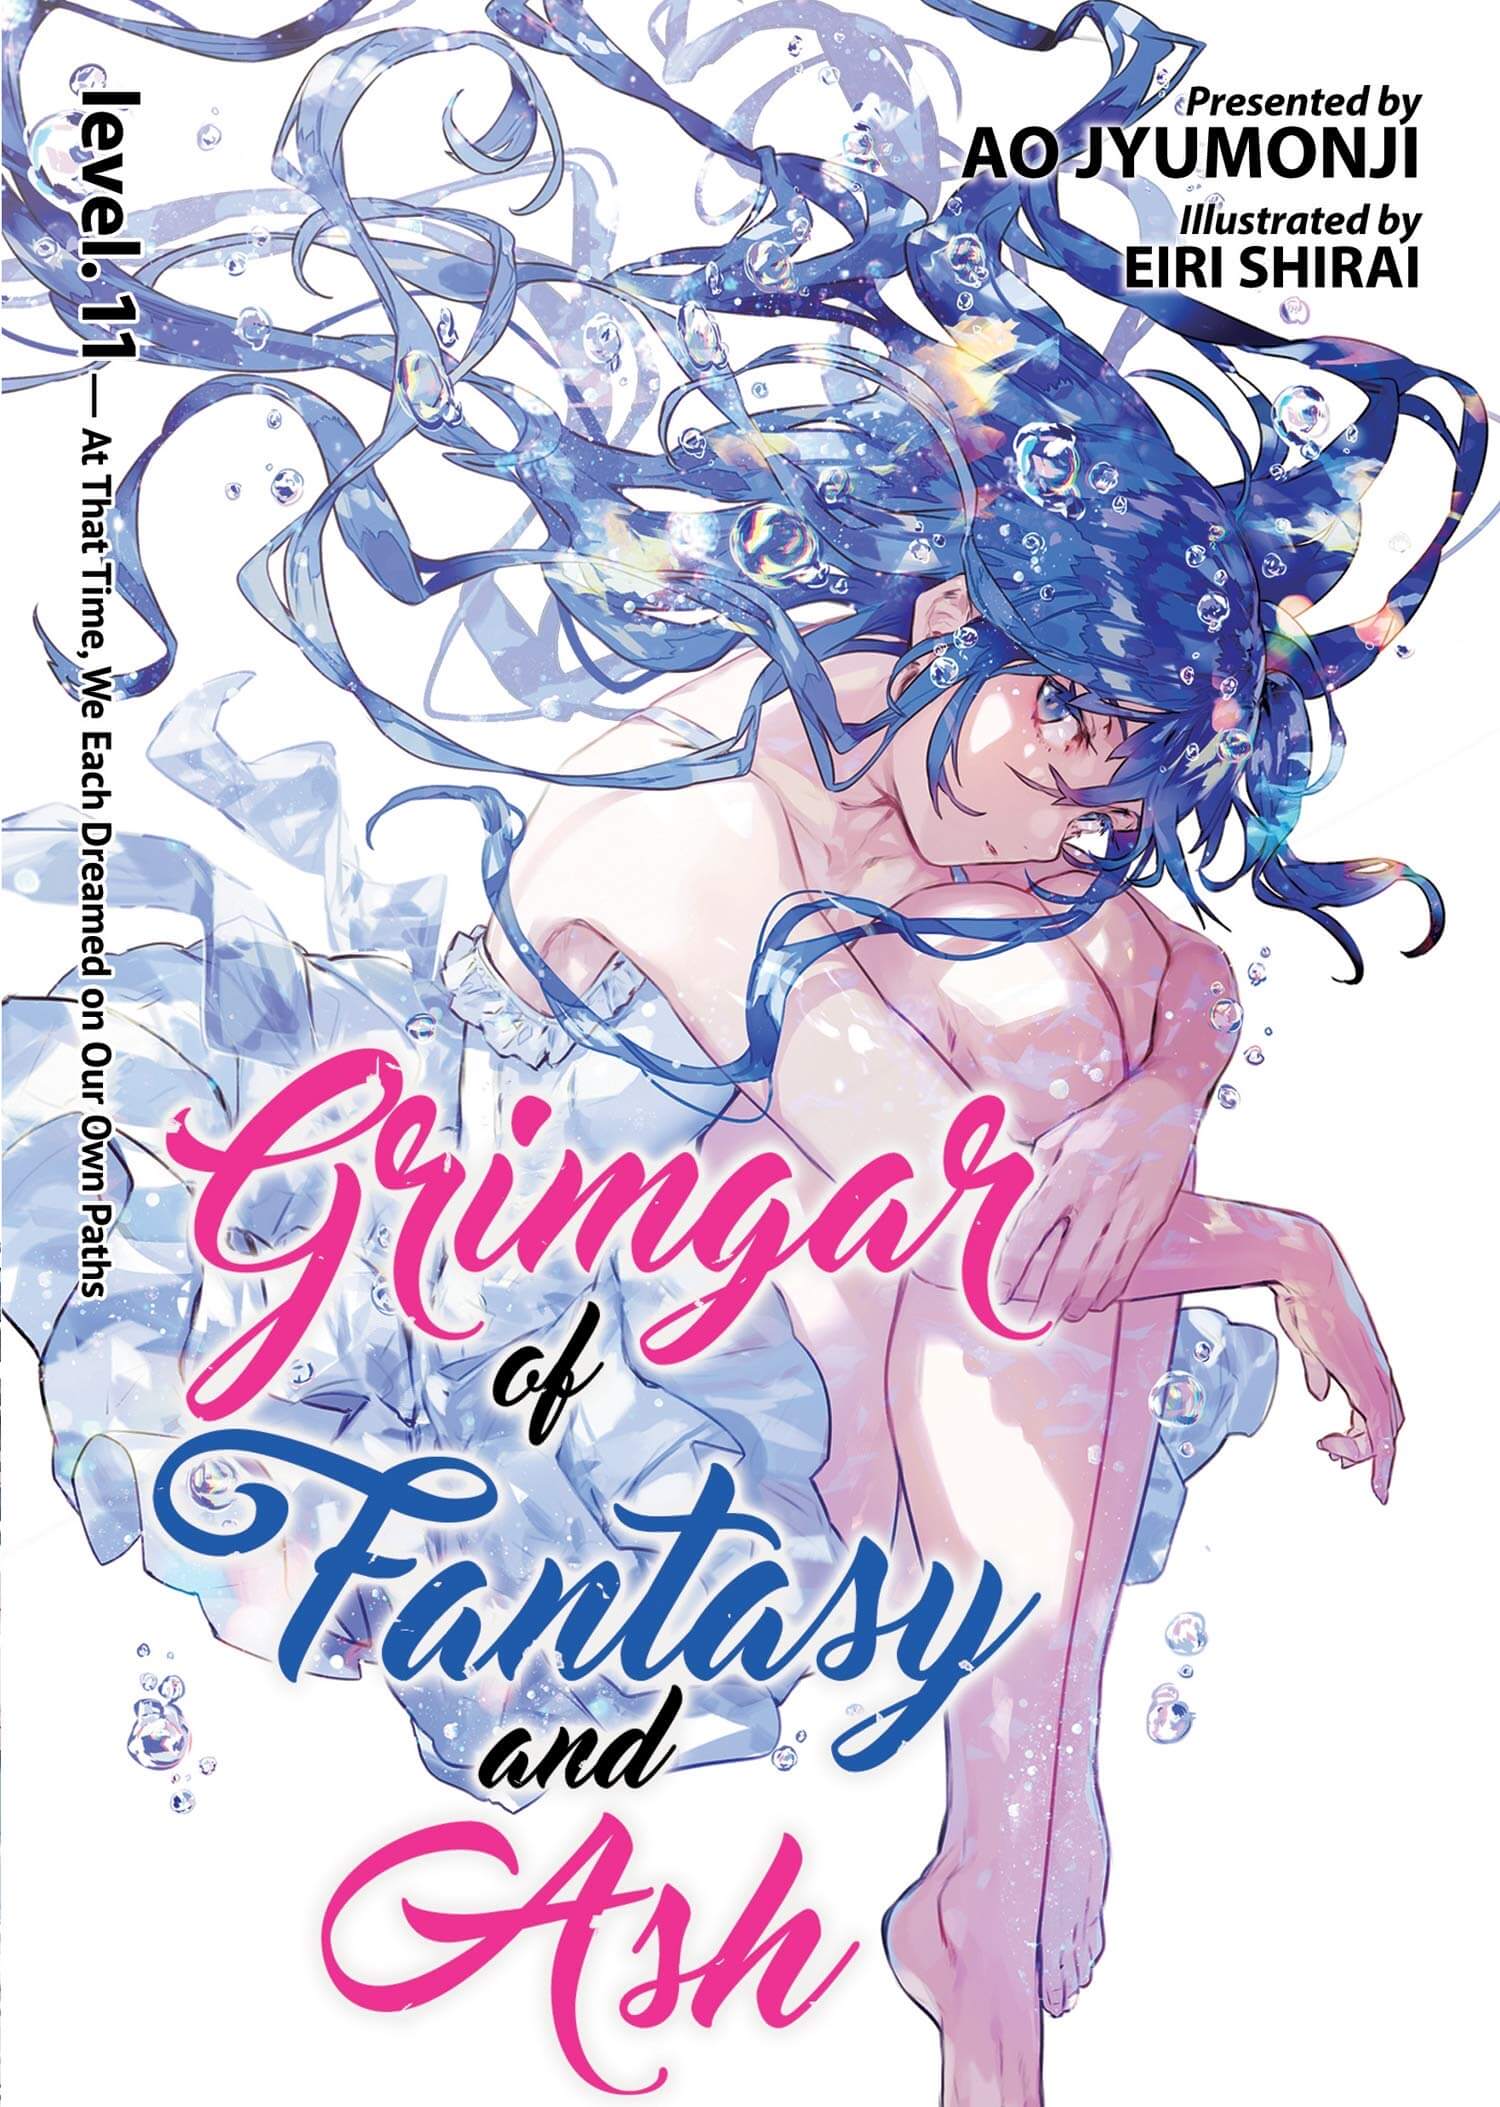 Presented by
AO JYUMONJI
Illustrated by
EIRI SHIRAI
level. 11 — At That Time, We Each Dreamed on Our Own Paths
Grimgar
of
Fantasy
and
Ash